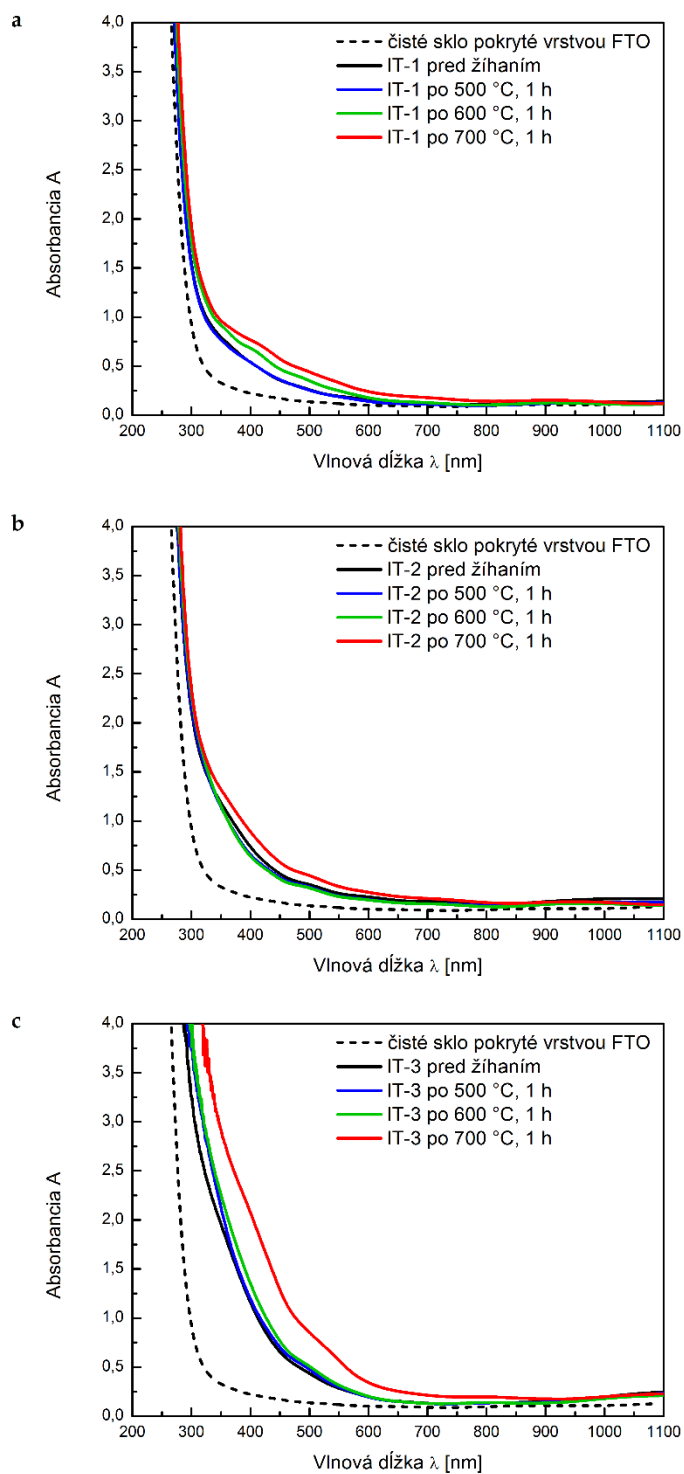 a
čisté sklo pokryté vrstvou FTO
IT-1 pred žíhaním
IT-1 po 500 °C, 1 h
IT-1 po 600 °C, 1 h
IT-1 po 700 °C, 1 h
4,0
3,5
3,0
2,5
2,0
1,5
1,0
0,5
0,0
Absorbancia A
200 300 400 500 600 700 800 900 1000 1100
Vlnová dĺžka λ [nm]
b
čisté sklo pokryté vrstvou FTO
IT-2 pred žíhaním
IT-2 po 500 °C, 1 h
IT-2 po 600 °C, 1 h
IT-2 po 700 °C, 1 h
4,0
3,5
3,0
2,5
2,0
1,5
1,0
0,5
0,0
Absorbancia A
200 300 400 500 600 700 800 900 1000 1100
Vlnová dĺžka λ [nm]
c
čisté sklo pokryté vrstvou FTO
IT-3 pred žíhaním
IT-3 po 500 °C, 1 h
IT-3 po 600 °C, 1 h
IT-3 po 700 °C, 1 h
4,0
3,5
3,0
2,5
2,0
1,5
1,0
0,5
0,0
Absorbancia A
200 300 400 500 600 700 800 900 1000 1100
Vlnová dĺžka λ [nm]